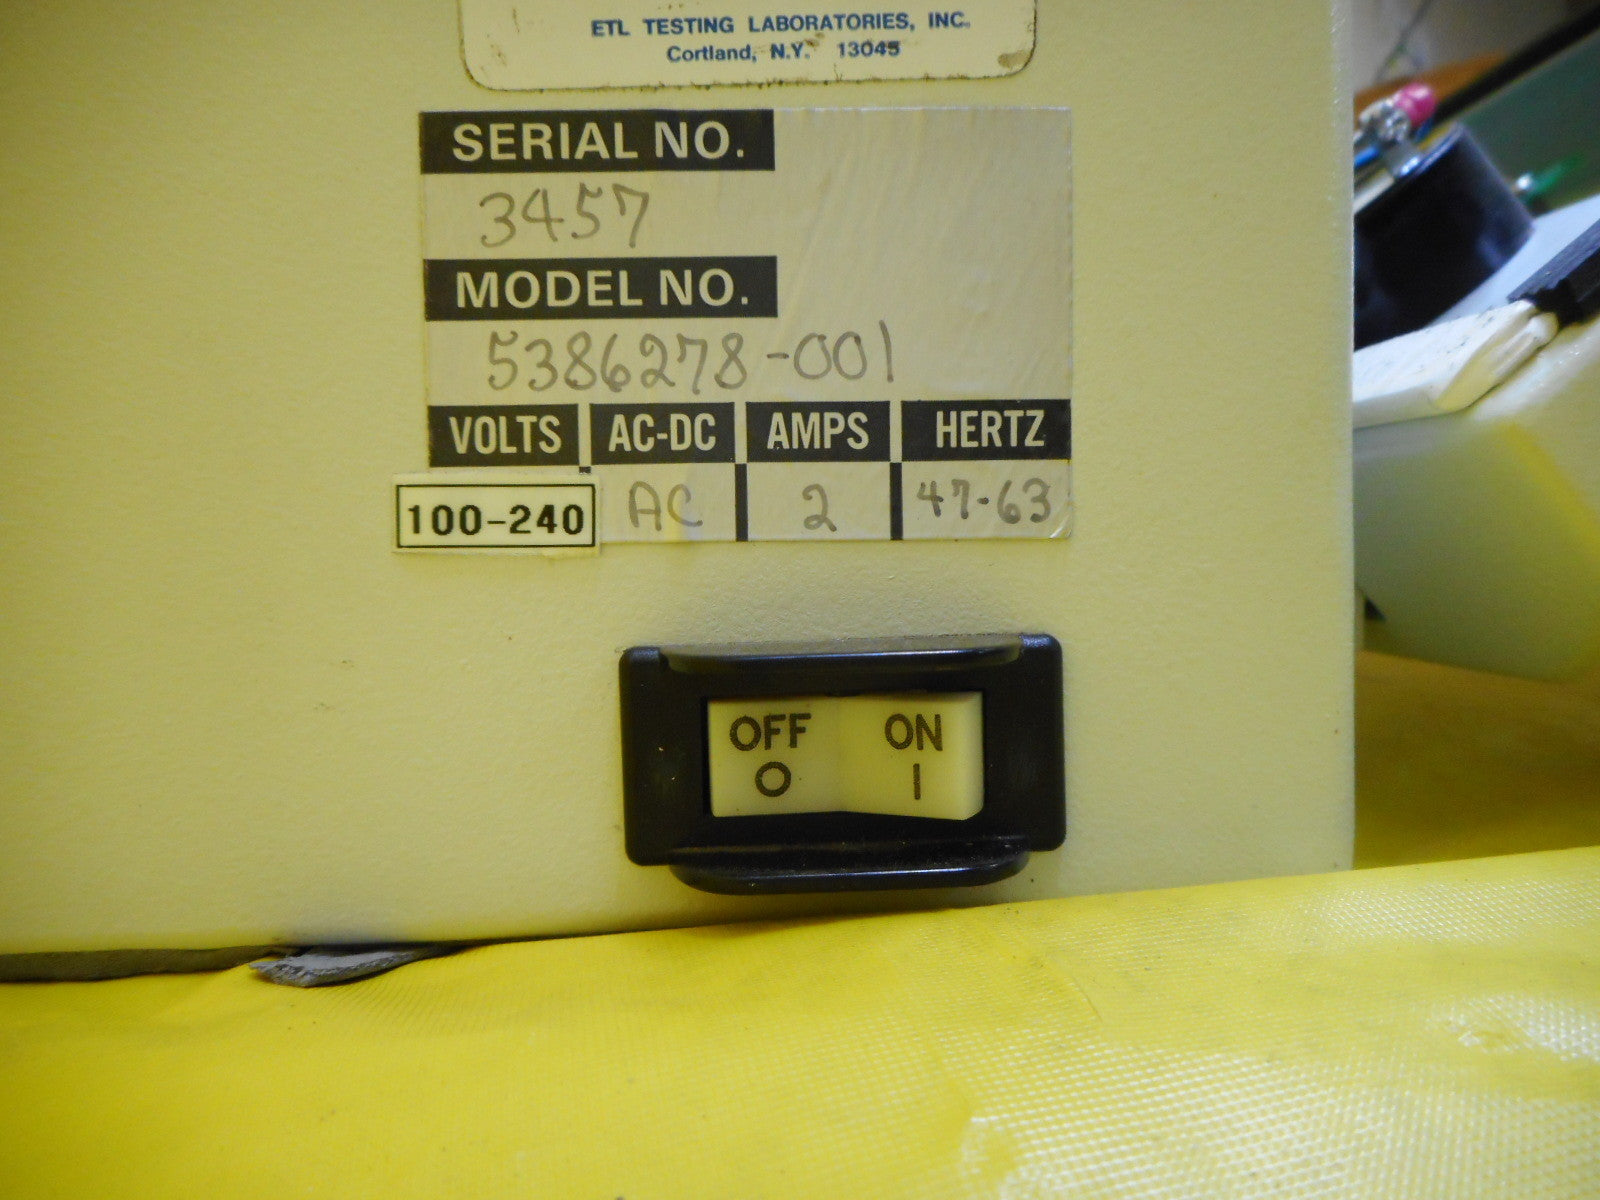 ETL TESTING LABORATORIES, INC.
Cortland, N.Y. 13045
SERIAL NO.
3457
MODEL NO.
5386278-001
VOLTS AC-DC AMPS HERTZ
100-240 AC 2 47-63
OFF ON
O I